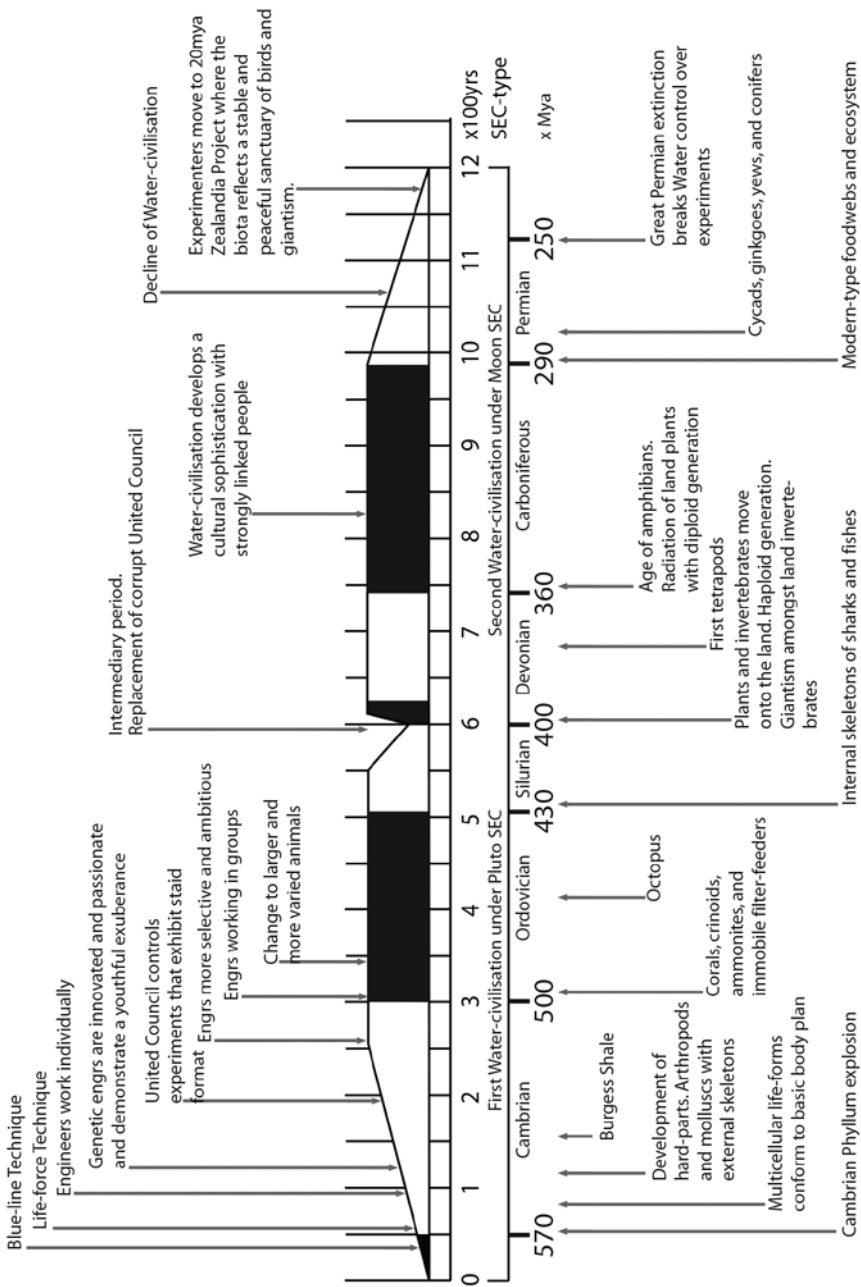 Blue-line Technique
Life-force Technique
Engineers work individually
Genetic engrs are innovated and passionate
and demonstrate a youthful exuberance
United Council controls
experiments that exhibit staid
format
Engrs more selective and ambitious
Engrs working in groups
Change to larger and
more varied animals
Intermediary period.
Replacement of corrupt United Council
Water-civilisation develops a
cultural sophistication with
strongly linked people
Decline of Water-civilisation
Experimenters move to 20mya
Zealandia Project where the
biota reflects a stable and
peaceful sanctuary of birds and
giantism.
0 1 2 3 4 5 6 7 8 9 10 11 12 x100yrs
First Water-civilisation under Pluto SEC Second Water-civilisation under Moon SEC SEC-type
Cambrian Ordovician Silurian Devonian Carboniferous Permian
570 500 430 400 360 290 250 x Mya
Burgess Shale
Development of
hard-parts. Arthropods
and molluscs with
external skeletons
Multicellular life-forms
conform to basic body plan
Cambrian Phyllum explosion
Octopus
Corals, crinoids,
ammonites, and
immobile filter-feeders
Internal skeletons of sharks and fishes
Age of amphibians.
Radiation of land plants
with diploid generation
First tetrapods
Plants and invertebrates move
onto the land. Haploid generation.
Giantism amongst land inverte-
brates
Great Permian extinction
breaks Water control over
experiments
Cycads, ginkgoes, yews, and conifers
Modern-type foodwebs and ecosystem